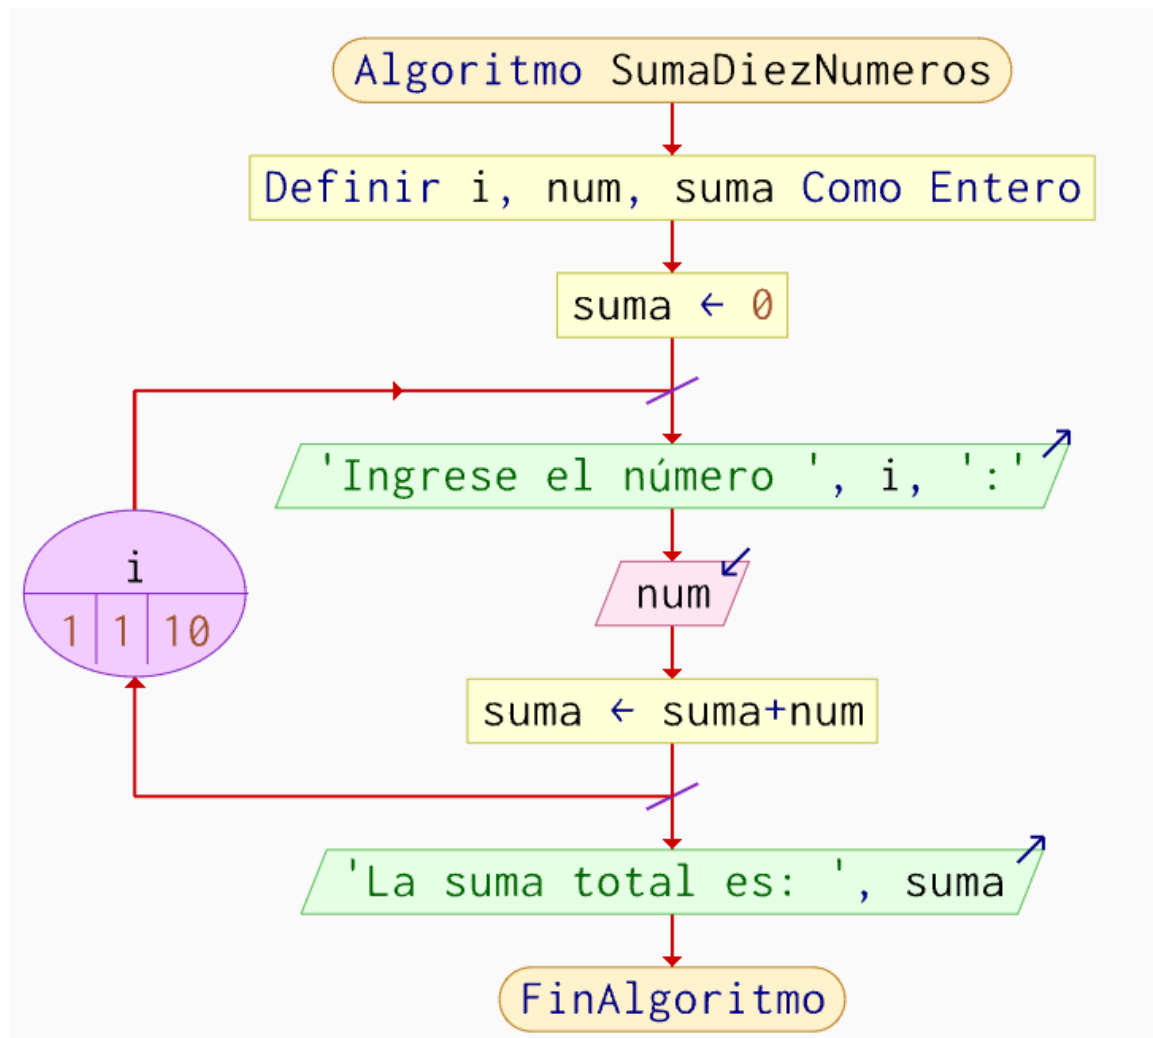 Algoritmo SumaDiezNumeros
Definir i, num, suma Como Entero
suma ← 0
'Ingrese el número ', i, ':'
i
1 1 10
num
suma ← suma+num
'La suma total es: ', suma
FinAlgoritmo